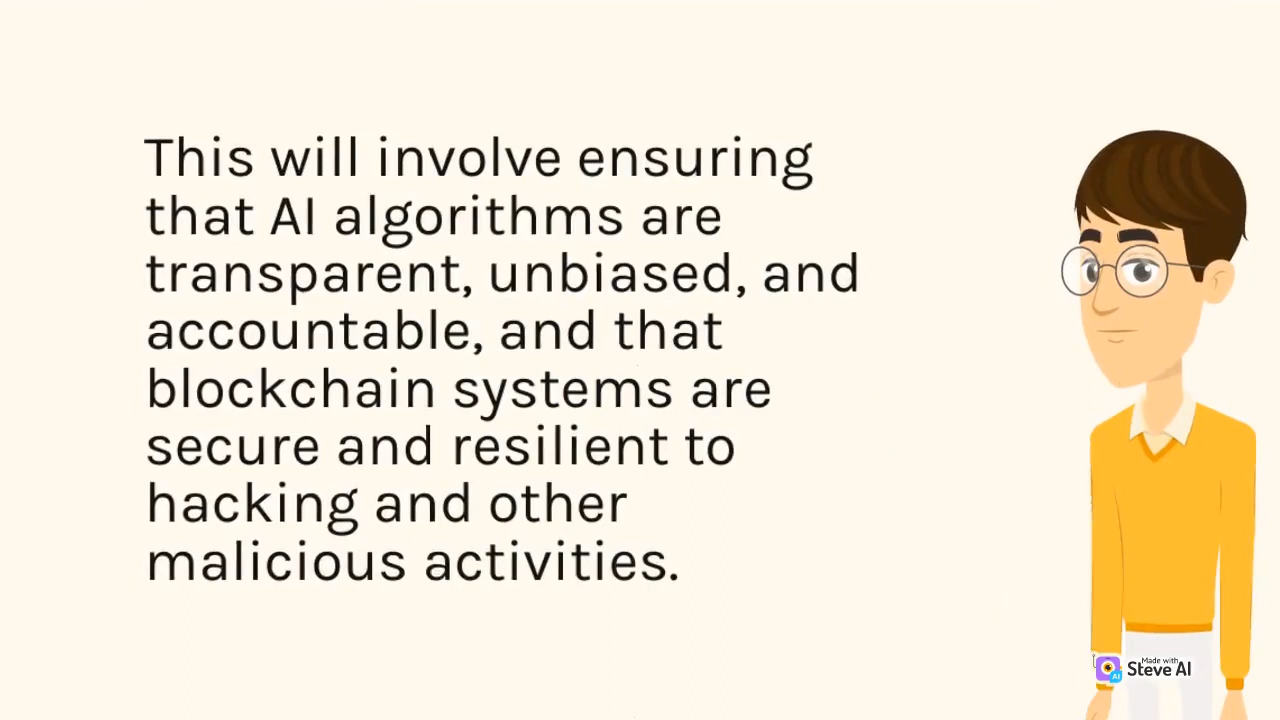 This will involve ensuring
that AI algorithms are
transparent, unbiased, and
accountable, and that
blockchain systems are
secure and resilient to
hacking and other
malicious activities.
Made with
AI
Steve AI